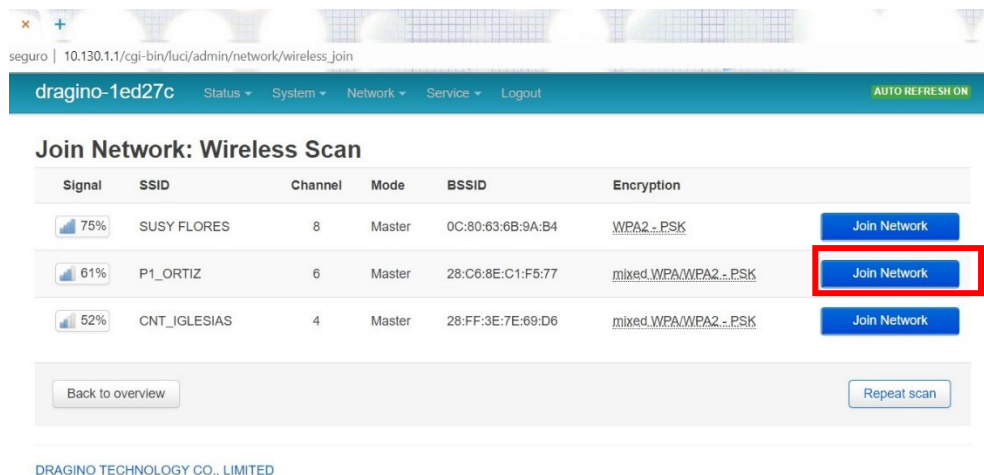 × +
seguro | 10.130.1.1/cgi-bin/luci/admin/network/wireless_join
dragino-1ed27c Status System Network Service Logout AUTO REFRESH ON
Join Network: Wireless Scan
Signal SSID Channel Mode BSSID Encryption
75% SUSY FLORES 8 Master 0C:80:63:6B:9A:B4 WPA2 - PSK Join Network
61% P1_ORTIZ 6 Master 28:C6:8E:C1:F5:77 mixed WPA/WPA2 - PSK Join Network
52% CNT_IGLESIAS 4 Master 28:FF:3E:7E:69:D6 mixed WPA/WPA2 - PSK Join Network
Back to overview Repeat scan
DRAGINO TECHNOLOGY CO., LIMITED